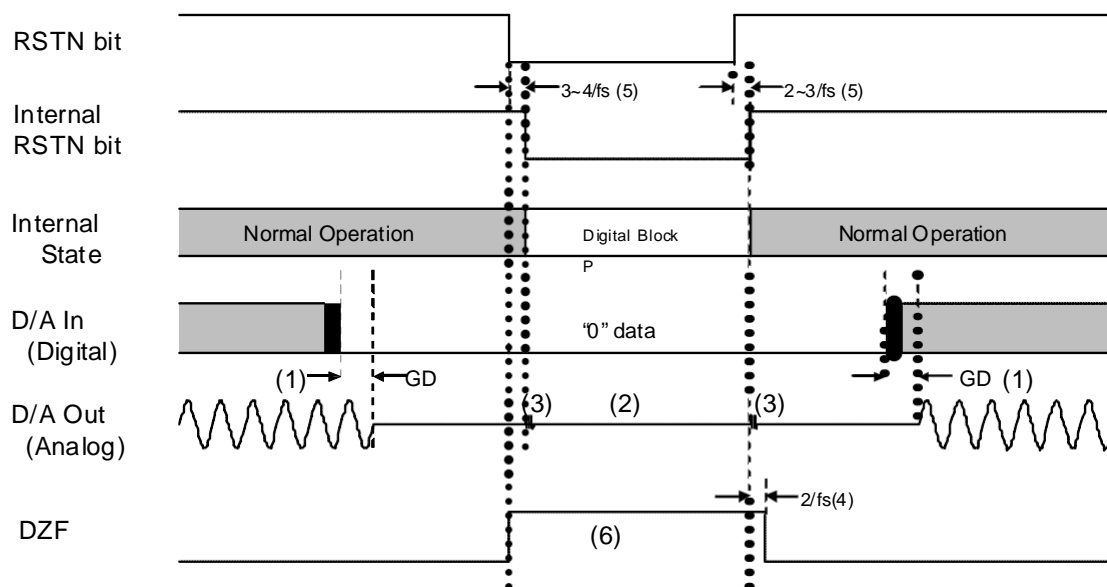 RSTN bit
3~4/fs (5)
2~3/fs (5)
Internal
RSTN bit
Internal
State
Normal Operation
Digital Block
P
Normal Operation
D/A In
(Digital)
“0” data
(1)
GD
GD (1)
D/A Out
(Analog)
(3)
(2)
(3)
2/fs(4)
DZF
(6)